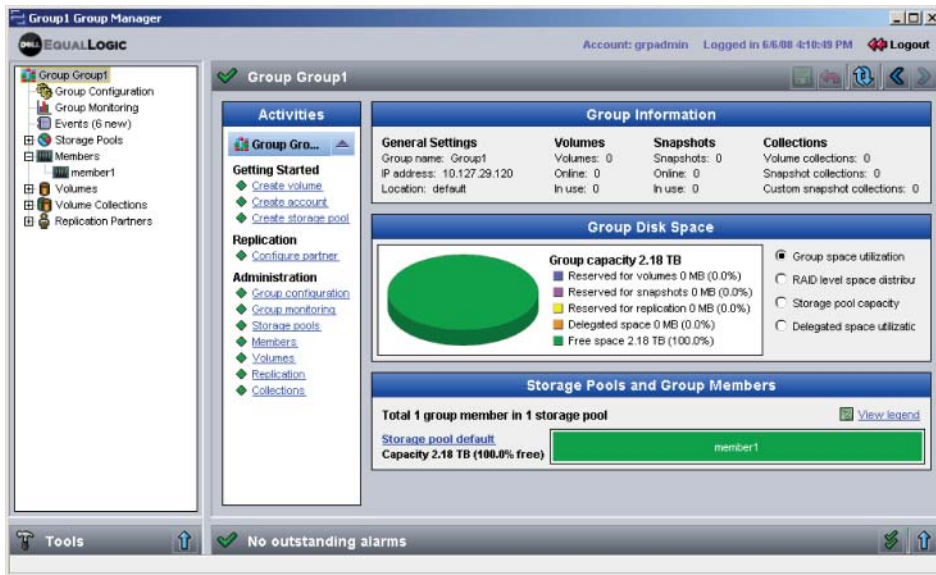 Group1 Group Manager
DELL EQUALLOGIC
Account: grpadmin Logged in 6/6/08 4:10:49 PM Logout
Group Group1
Group Configuration
Group Monitoring
Events (6 new)
Storage Pools
Members
member1
Volumes
Volume Collections
Replication Partners
Group Group1
Activities
Group Gro...
Getting Started
Create volume
Create account
Create storage pool
Replication
Configure partner
Administration
Group configuration
Group monitoring
Storage pools
Members
Volumes
Replication
Collections
Group Information
General Settings
Group name: Group1
IP address: 10.127.29.120
Location: default
Volumes
Volumes: 0
Online: 0
In use: 0
Snapshots
Snapshots: 0
Online: 0
In use: 0
Collections
Volume collections: 0
Snapshot collections: 0
Custom snapshot collections: 0
Group Disk Space
Group capacity 2.18 TB
Reserved for volumes 0 MB (0.0%)
Reserved for snapshots 0 MB (0.0%)
Reserved for replication 0 MB (0.0%)
Delegated space 0 MB (0.0%)
Free space 2.18 TB (100.0%)
Group space utilization
RAID level space distribu
Storage pool capacity
Delegated space utilizatic
Storage Pools and Group Members
Total 1 group member in 1 storage pool
View legend
Storage pool default
Capacity 2.18 TB (100.0% free)
member1
Tools
No outstanding alarms